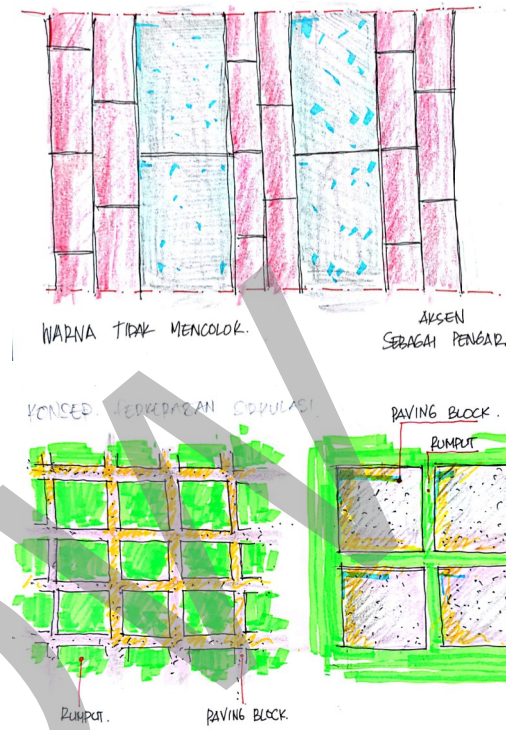 WARNA TIDAK MENCOLOK.
AKSEN
SEBAGAI PENGAR
KONSEP PERKERASAN SIRKULASI.
PAVING BLOCK.
RUMPUT
RUMPUT.
PAVING BLOCK.